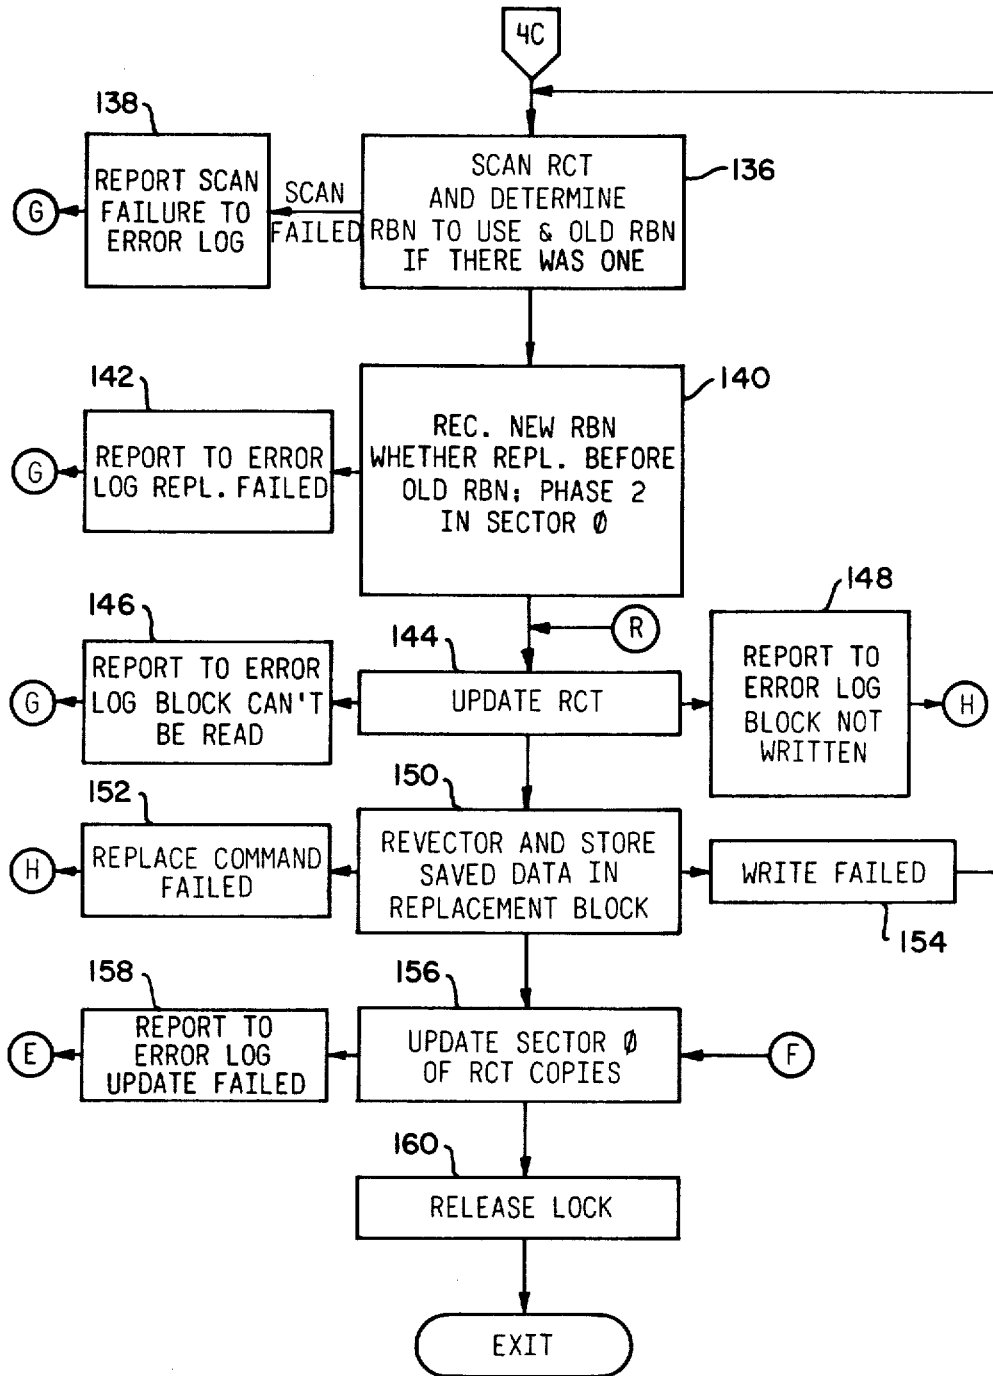 4C
138
REPORT SCAN
FAILURE TO
ERROR LOG
G
SCAN
FAILED
SCAN RCT
AND DETERMINE
RBN TO USE & OLD RBN
IF THERE WAS ONE
136
142
REPORT TO ERROR
LOG REPL. FAILED
G
REC. NEW RBN
WHETHER REPL. BEFORE
OLD RBN; PHASE 2
IN SECTOR Ø
140
R
146
REPORT TO ERROR
LOG BLOCK CAN'T
BE READ
G
144
UPDATE RCT
148
REPORT TO
ERROR LOG
BLOCK NOT
WRITTEN
H
152
REPLACE COMMAND
FAILED
H
150
REVECTOR AND STORE
SAVED DATA IN
REPLACEMENT BLOCK
WRITE FAILED
154
158
REPORT TO
ERROR LOG
UPDATE FAILED
E
156
UPDATE SECTOR Ø
OF RCT COPIES
F
160
RELEASE LOCK
EXIT